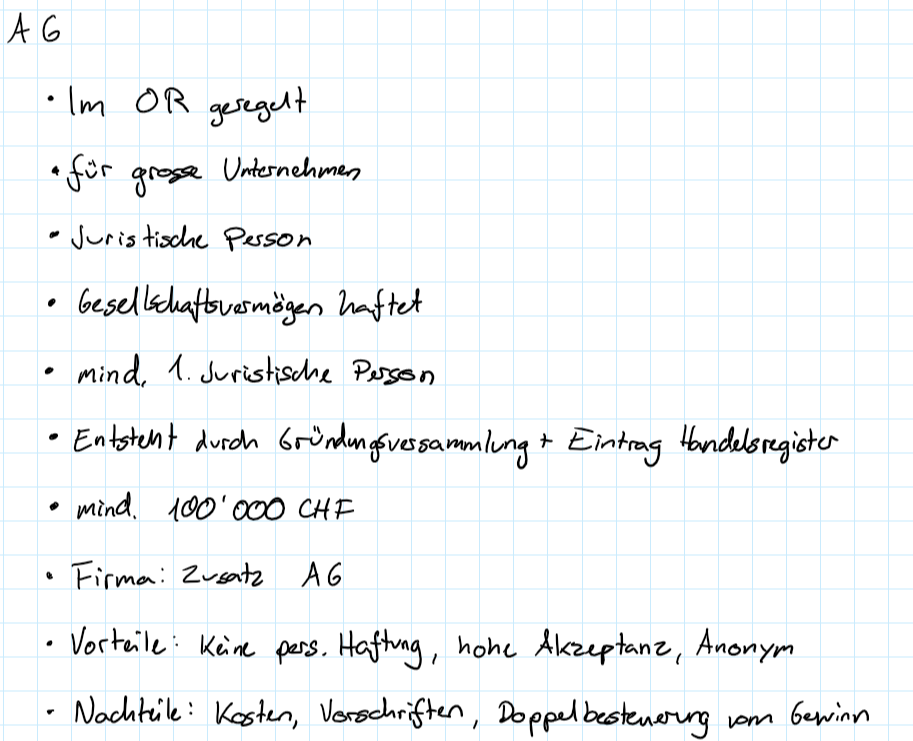 AG
• Im OR geregelt
• für grosse Unternehmen
• Juristische Person
• Gesellschaftsvermögen haftet
• mind. 1. Juristische Person
• Entsteht durch Gründungsversammlung + Eintrag Handelsregister
• mind. 100'000 CHF
• Firma: Zusatz AG
• Vorteile: Keine pers. Haftung, hohe Akzeptanz, Anonym
• Nachteile: Kosten, Vorschriften, Doppelbesteuerung vom Gewinn